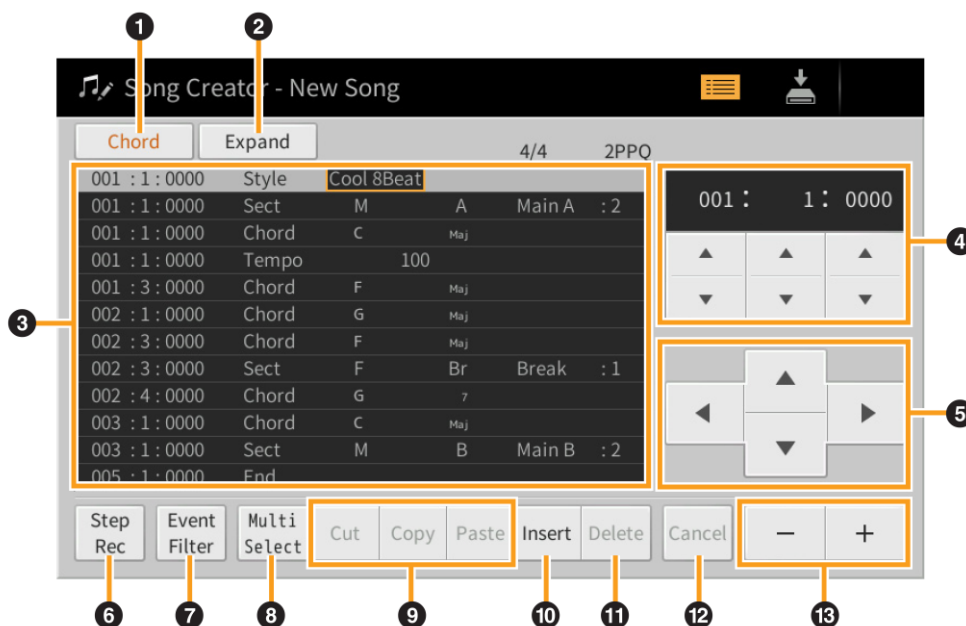 1 2
Song Creator - New Song
Chord Expand 4/4 2PPQ
001 : 1 : 0000 Style Cool 8Beat
001 : 1 : 0000 Sect M A Main A : 2
001 : 1 : 0000 Chord C Maj
001 : 1 : 0000 Tempo 100
001 : 3 : 0000 Chord F Maj
002 : 1 : 0000 Chord G Maj
002 : 3 : 0000 Chord F Maj
002 : 3 : 0000 Sect F Br Break : 1
002 : 4 : 0000 Chord G 7
003 : 1 : 0000 Chord C Maj
003 : 1 : 0000 Sect M B Main B : 2
005 : 1 : 0000 End
3
001 : 1 : 0000
4
5
Step Rec
Event Filter
Multi Select
Cut Copy Paste Insert Delete Cancel − +
6 7 8 9 10 11 12 13